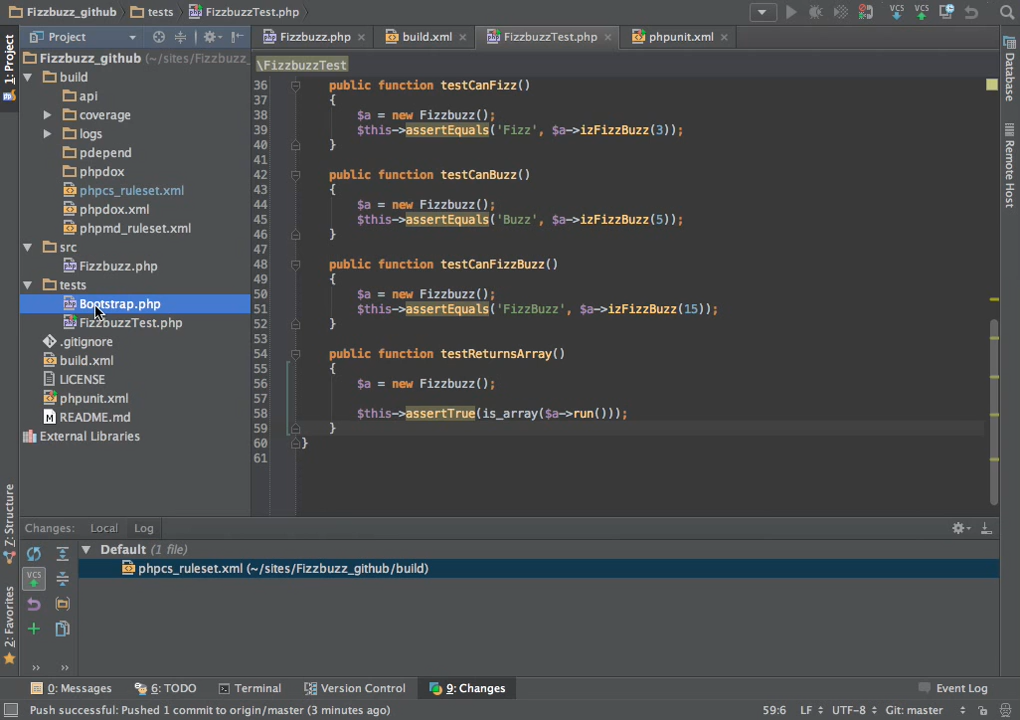 Fizzbuzz_github tests FizzbuzzTest.php
Project
Fizzbuzz.php build.xml FizzbuzzTest.php phpunit.xml
1: Project
Fizzbuzz_github (~/sites/Fizzbuzz_
build
api
coverage
logs
pdepend
phpdox
phpcs_ruleset.xml
phpdox.xml
phpmd_ruleset.xml
src
Fizzbuzz.php
tests
Bootstrap.php
FizzbuzzTest.php
.gitignore
build.xml
LICENSE
phpunit.xml
README.md
External Libraries
\FizzbuzzTest
36 public function testCanFizz()
37 {
38 $a = new Fizzbuzz();
39 $this->assertEquals('Fizz', $a->izFizzBuzz(3));
40 }
41
42 public function testCanBuzz()
43 {
44 $a = new Fizzbuzz();
45 $this->assertEquals('Buzz', $a->izFizzBuzz(5));
46 }
47
48 public function testCanFizzBuzz()
49 {
50 $a = new Fizzbuzz();
51 $this->assertEquals('FizzBuzz', $a->izFizzBuzz(15));
52 }
53
54 public function testReturnsArray()
55 {
56 $a = new Fizzbuzz();
57
58 $this->assertTrue(is_array($a->run()));
59 }
60 }
61
Database
Remote Host
7: Structure
2: Favorites
Changes: Local Log
Default (1 file)
phpcs_ruleset.xml (~/sites/Fizzbuzz_github/build)
VCS
0: Messages 6: TODO Terminal Version Control 9: Changes Event Log
Push successful: Pushed 1 commit to origin/master (3 minutes ago) 59:6 LF UTF-8 Git: master